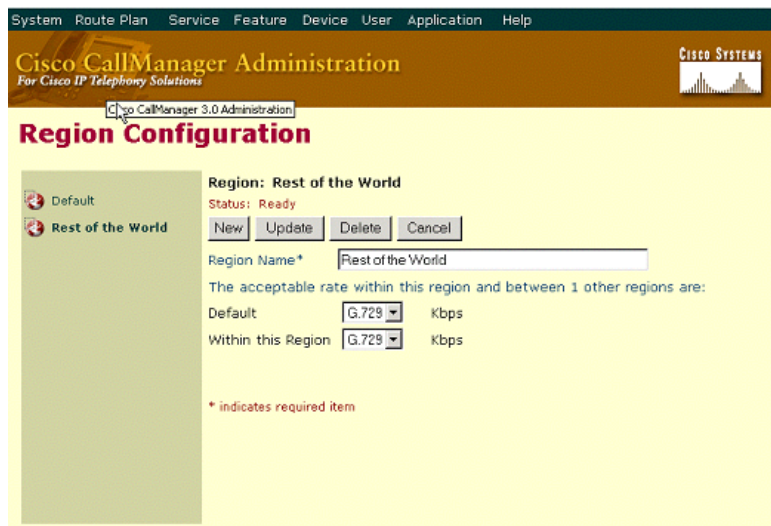 System Route Plan Service Feature Device User Application Help
Cisco CallManager Administration
For Cisco IP Telephony Solutions
CISCO SYSTEMS
Cisco CallManager 3.0 Administration
Region Configuration
Default
Rest of the World
Region: Rest of the World
Status: Ready
New Update Delete Cancel
Region Name* Rest of the World
The acceptable rate within this region and between 1 other regions are:
Default G.729 Kbps
Within this Region G.729 Kbps
* indicates required item